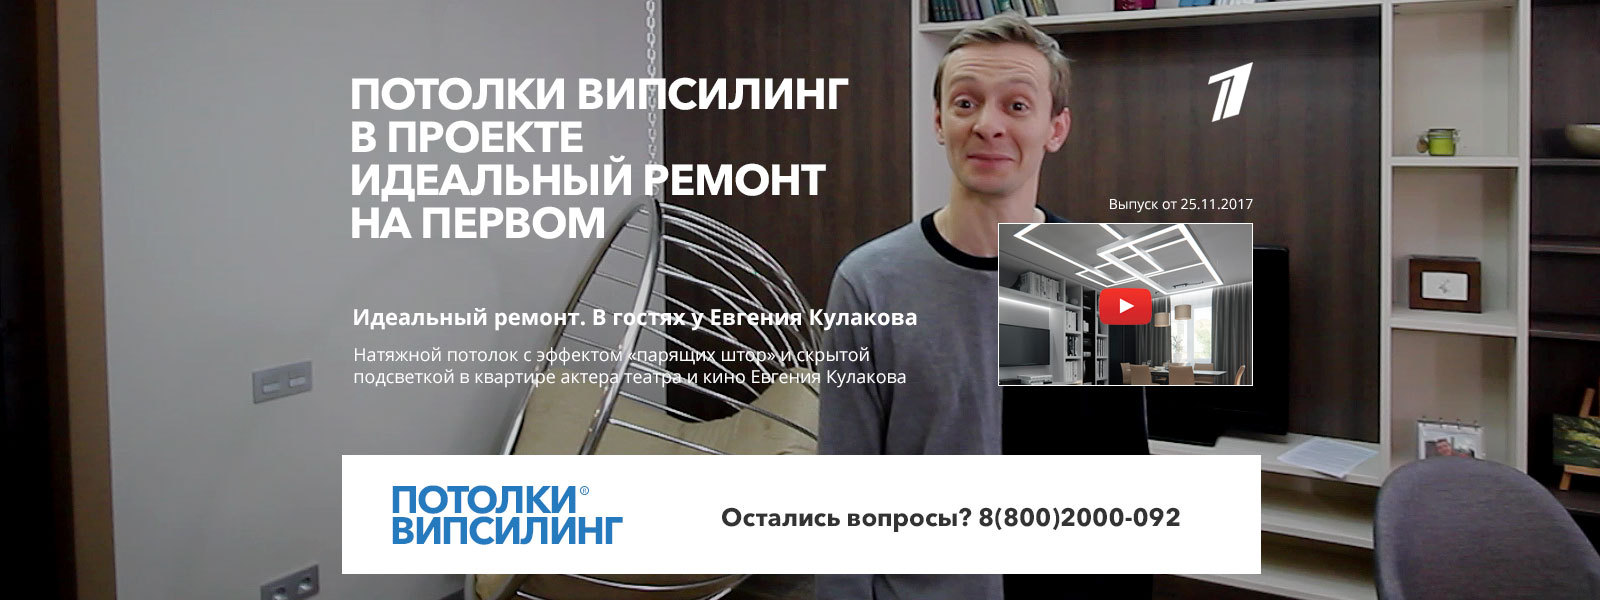 ПОТОЛКИ ВИПСИЛИНГ
В ПРОЕКТЕ
ИДЕАЛЬНЫЙ РЕМОНТ
НА ПЕРВОМ
Выпуск от 25.11.2017
Идеальный ремонт. В гостях у Евгения Кулакова
Натяжной потолок с эффектом «парящих штор» и скрытой
подсветкой в квартире актера театра и кино Евгения Кулакова
ПОТОЛКИ®
ВИПСИЛИНГ
Остались вопросы? 8(800)2000-092